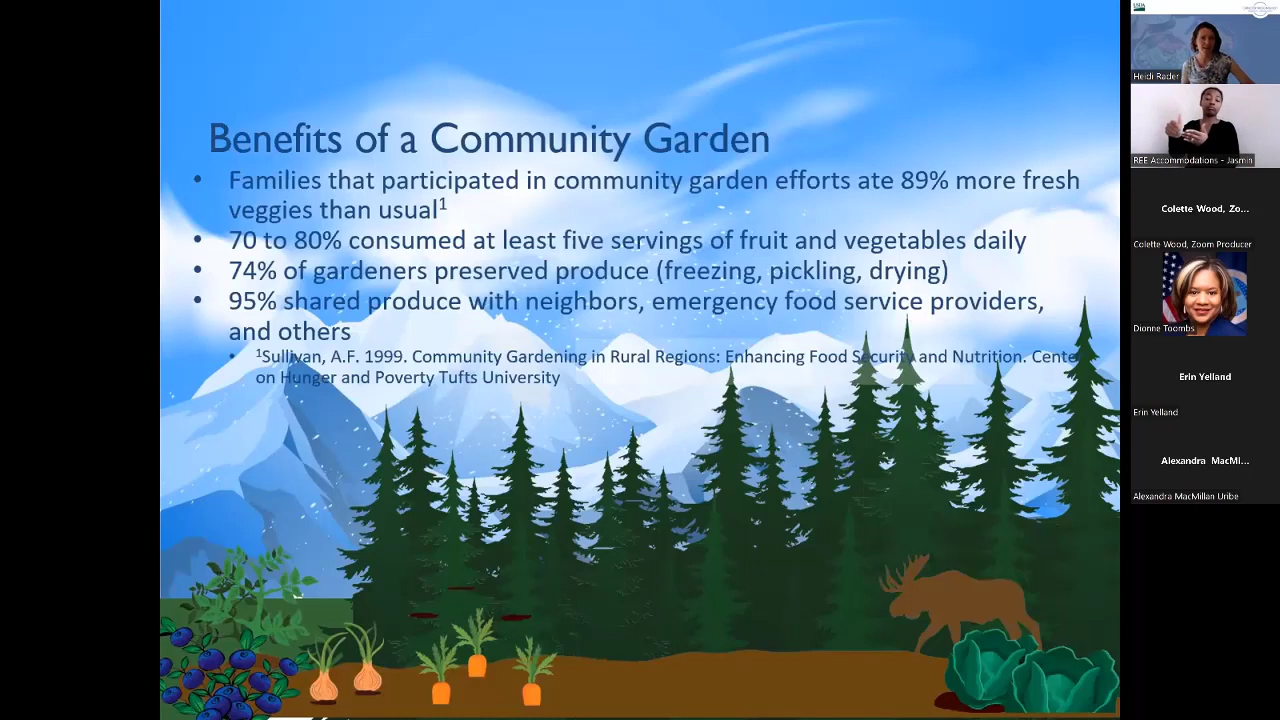 Benefits of a Community Garden
• Families that participated in community garden efforts ate 89% more fresh
veggies than usual1
• 70 to 80% consumed at least five servings of fruit and vegetables daily
• 74% of gardeners preserved produce (freezing, pickling, drying)
• 95% shared produce with neighbors, emergency food service providers,
and others
• 1Sullivan, A.F. 1999. Community Gardening in Rural Regions: Enhancing Food Security and Nutrition. Cente
on Hunger and Poverty Tufts University
USDA
Heidi Rader
REE Accommodations - Jasmin
Colette Wood, Zo...
Colette Wood, Zoom Producer
Dionne Toombs
Erin Yelland
Erin Yelland
Alexandra MacMi...
Alexandra MacMillan Uribe